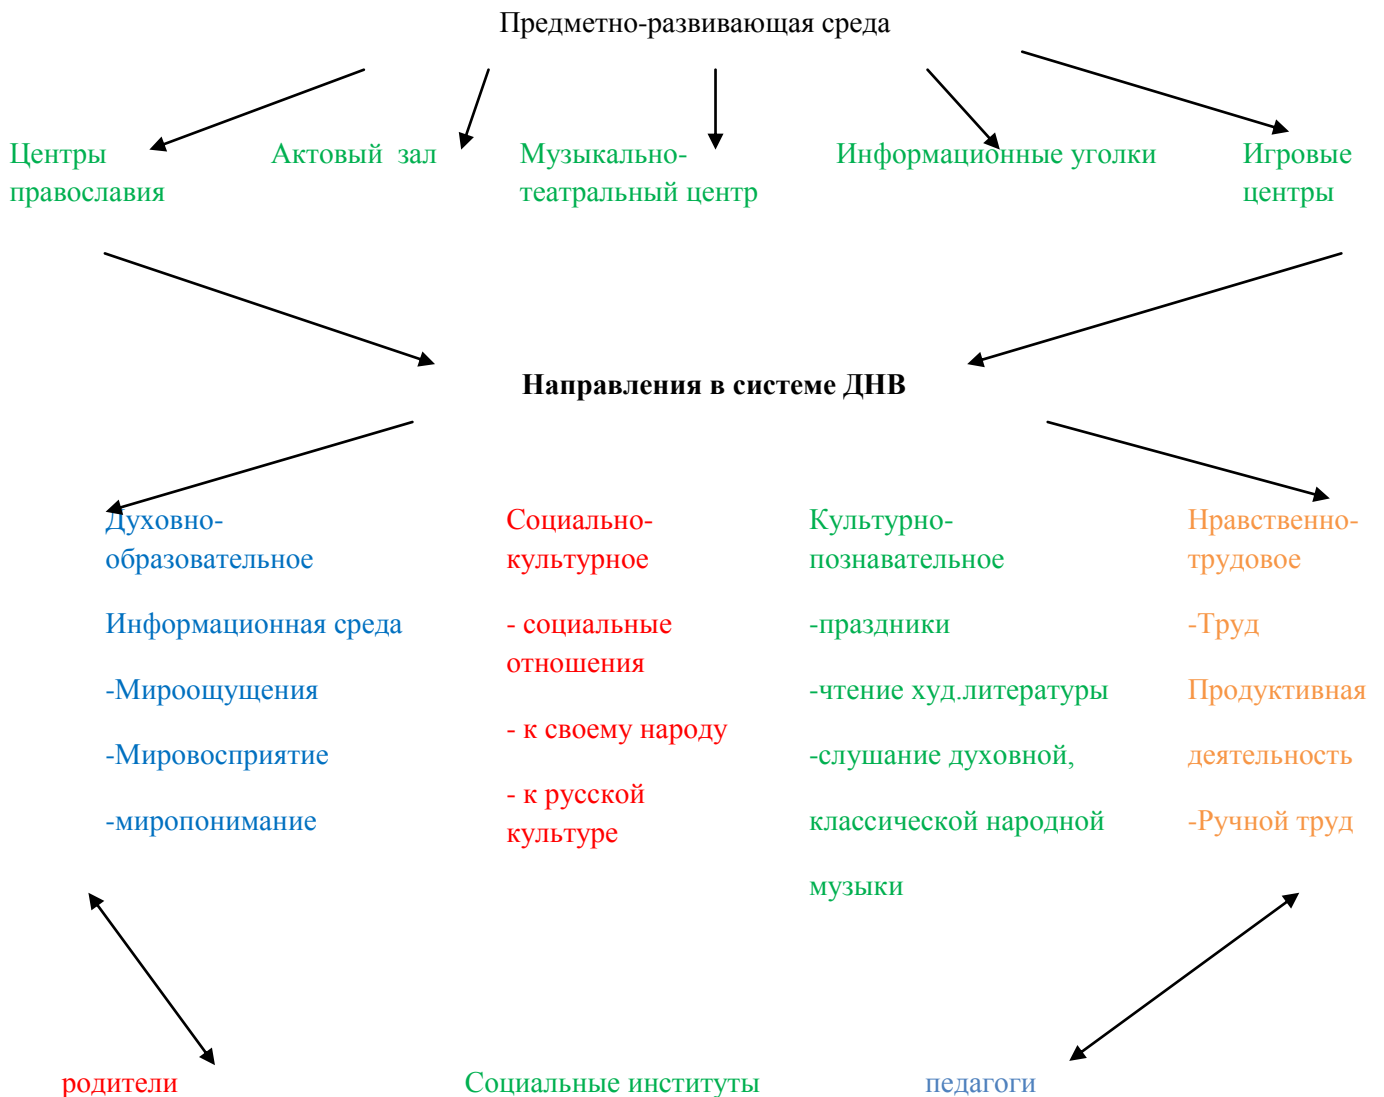 Предметно-развивающая среда
Центры
православия
Актовый зал
Музыкально-
театральный центр
Информационные уголки
Игровые
центры
Направления в системе ДНВ
Духовно-
образовательное
Информационная среда
-Мироощущения
-Мировосприятие
-миропонимание
Социально-
культурное
- социальные
отношения
- к своему народу
- к русской
культуре
Культурно-
познавательное
-праздники
-чтение худ.литературы
-слушание духовной,
классической народной
музыки
Нравственно-
трудовое
-Труд
Продуктивная
деятельность
-Ручной труд
родители
Социальные институты
педагоги